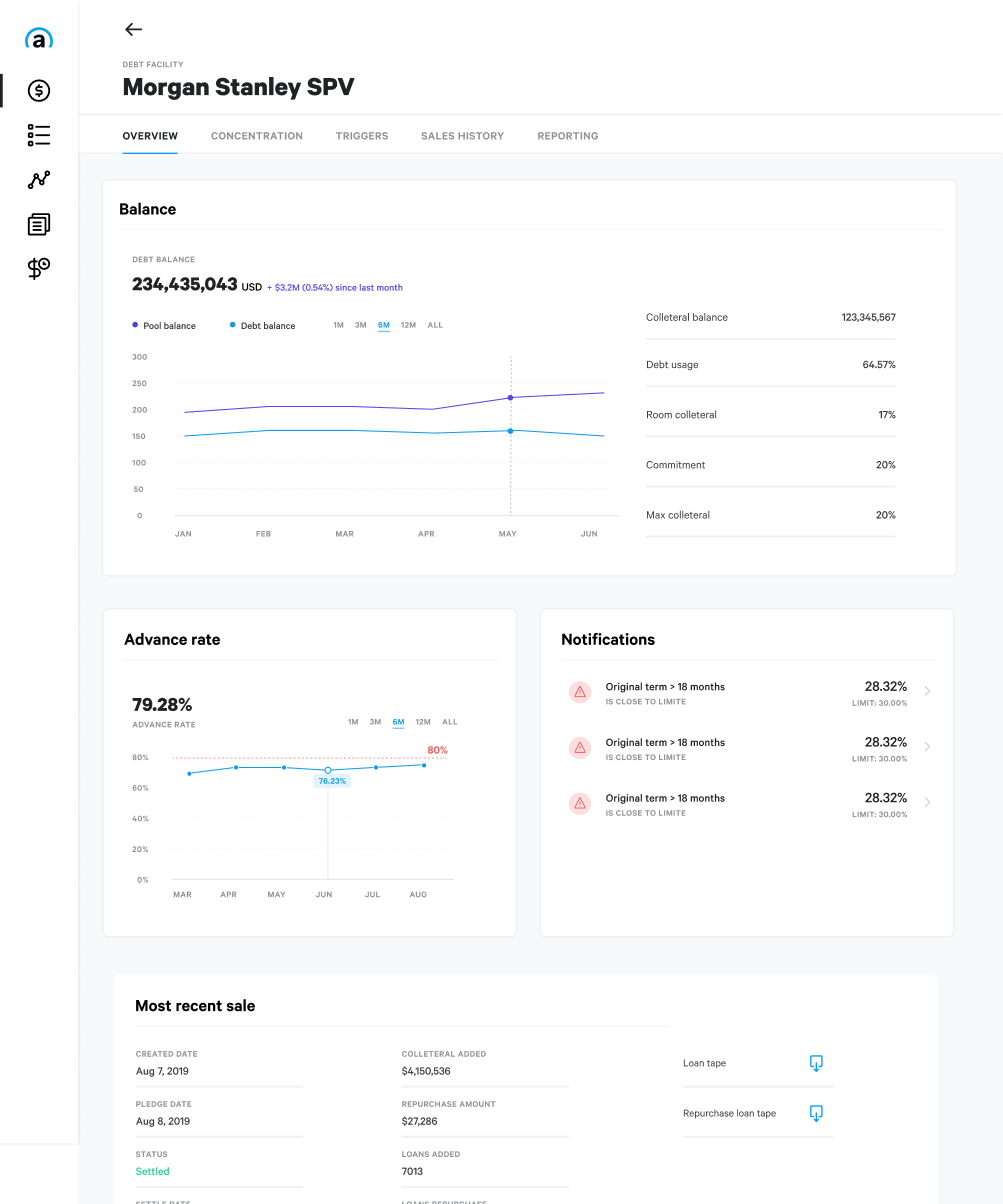 a
DEBT FACILITY
Morgan Stanley SPV
OVERVIEW CONCENTRATION TRIGGERS SALES HISTORY REPORTING
Balance
DEBT BALANCE
234,435,043 USD + $3.2M (0.54%) since last month
Pool balance Debt balance 1M 3M 6M 12M ALL
300
250
200
150
100
50
0
JAN FEB MAR APR MAY JUN
Colleteral balance 123,345,567
Debt usage 64.57%
Room colleteral 17%
Commitment 20%
Max colleteral 20%
Advance rate
79.28%
ADVANCE RATE
1M 3M 6M 12M ALL
80%
80%
76.23%
60%
40%
20%
0%
MAR APR MAY JUN JUL AUG
Notifications
Original term > 18 months 28.32%
IS CLOSE TO LIMITE LIMIT: 30.00%
Original term > 18 months 28.32%
IS CLOSE TO LIMITE LIMIT: 30.00%
Original term > 18 months 28.32%
IS CLOSE TO LIMITE LIMIT: 30.00%
Most recent sale
CREATED DATE
Aug 7, 2019
PLEDGE DATE
Aug 8, 2019
STATUS
Settled
SETTLE DATE
COLLETERAL ADDED
$4,150,536
REPURCHASE AMOUNT
$27,286
LOANS ADDED
7013
LOANS REPURCHASE
Loan tape
Repurchase loan tape